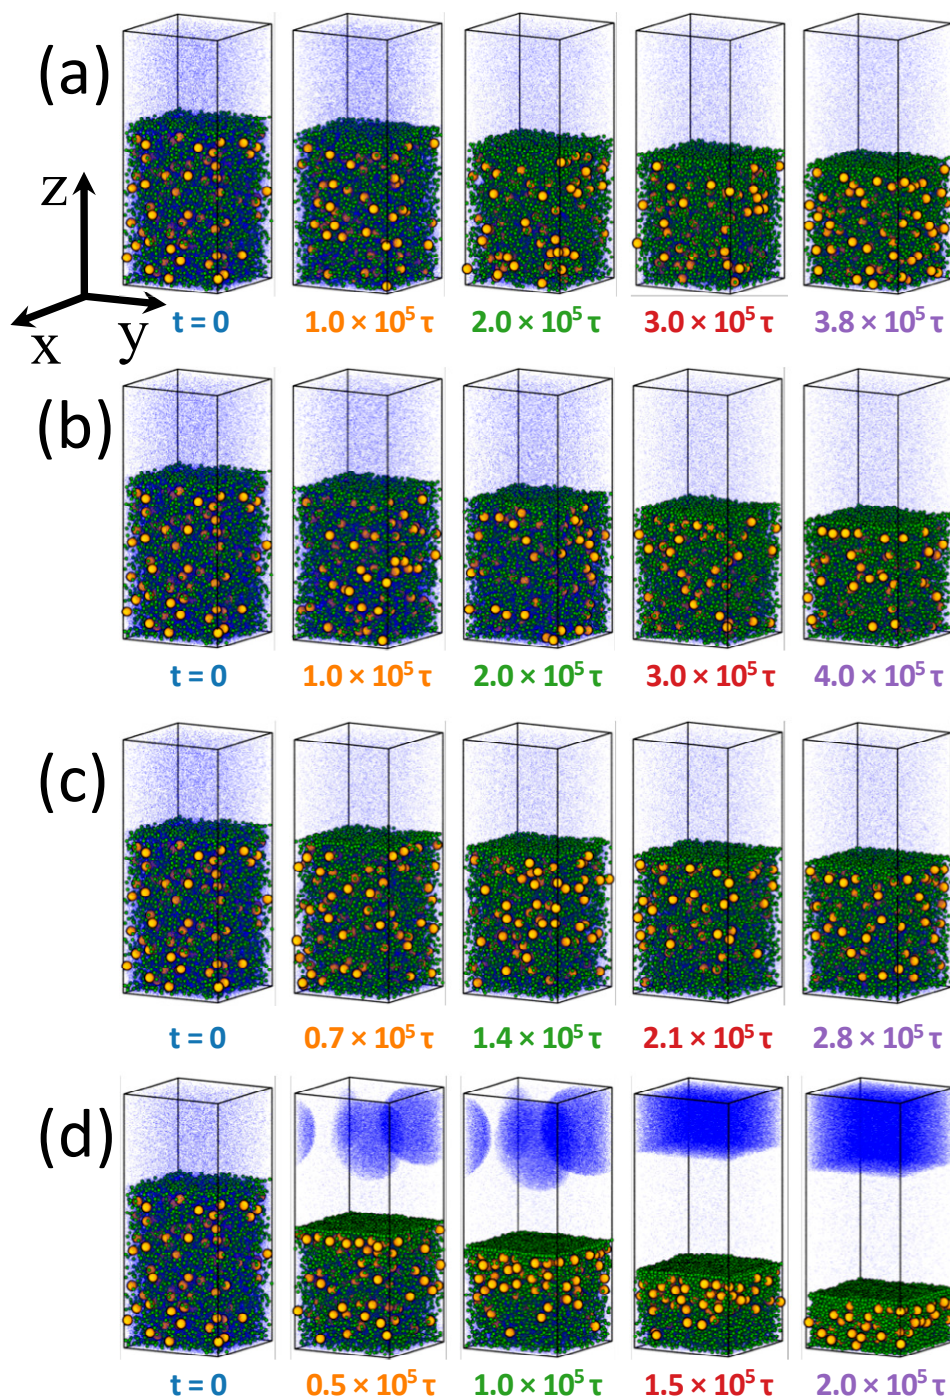 (a)
z
x y
t = 0 1.0 × 10⁵ τ 2.0 × 10⁵ τ 3.0 × 10⁵ τ 3.8 × 10⁵ τ
(b)
t = 0 1.0 × 10⁵ τ 2.0 × 10⁵ τ 3.0 × 10⁵ τ 4.0 × 10⁵ τ
(c)
t = 0 0.7 × 10⁵ τ 1.4 × 10⁵ τ 2.1 × 10⁵ τ 2.8 × 10⁵ τ
(d)
t = 0 0.5 × 10⁵ τ 1.0 × 10⁵ τ 1.5 × 10⁵ τ 2.0 × 10⁵ τ